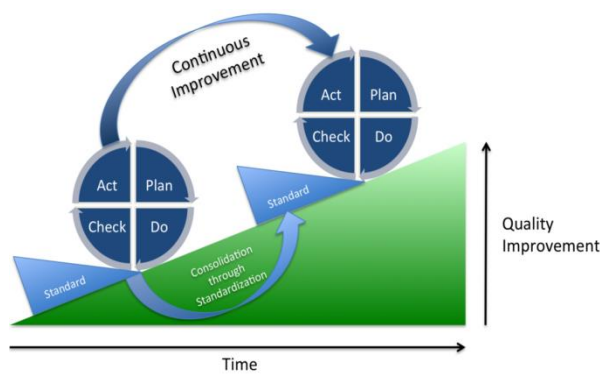 Continuous
Improvement
Act
Plan
Check
Do
Act
Plan
Check
Do
Standard
Standard
Consolidation
through
Standardization
Quality
Improvement
Time